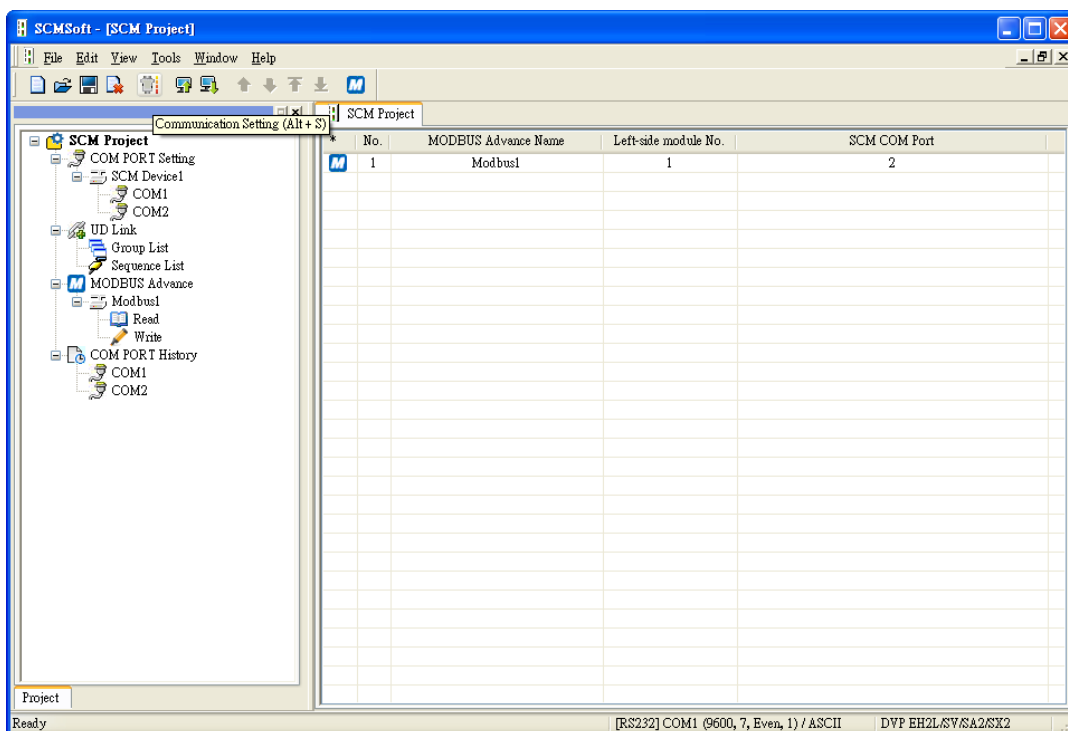 SCMSoft - [SCM Project]
File Edit View Tools Window Help
M
Communication Setting (Alt + S)
SCM Project
SCM Project
COM PORT Setting
SCM Device1
COM1
COM2
UD Link
Group List
Sequence List
M MODBUS Advance
Modbus1
Read
Write
COM PORT History
COM1
COM2
Project
* No. MODBUS Advance Name Left-side module No. SCM COM Port
M 1 Modbus1 1 2
Ready [RS232] COM1 (9600, 7, Even, 1) / ASCII DVP EH2L/SV/SA2/SX2